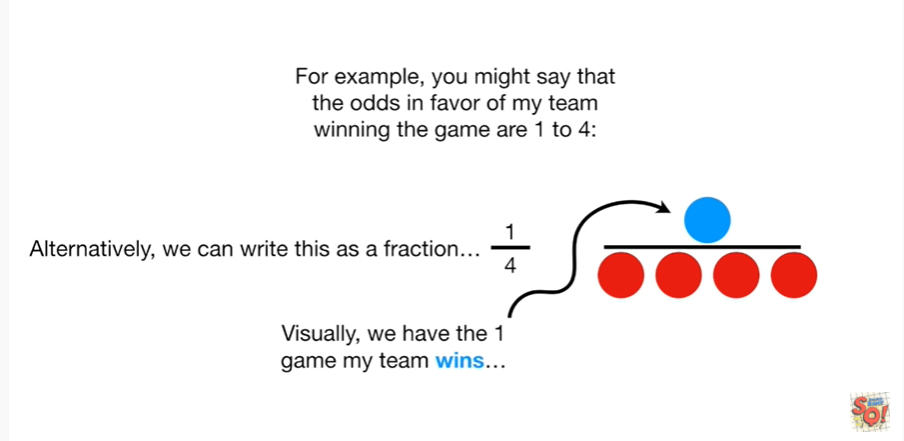 For example, you might say that
the odds in favor of my team
winning the game are 1 to 4:
Alternatively, we can write this as a fraction... 1
4
Visually, we have the 1
game my team wins...
SQ!